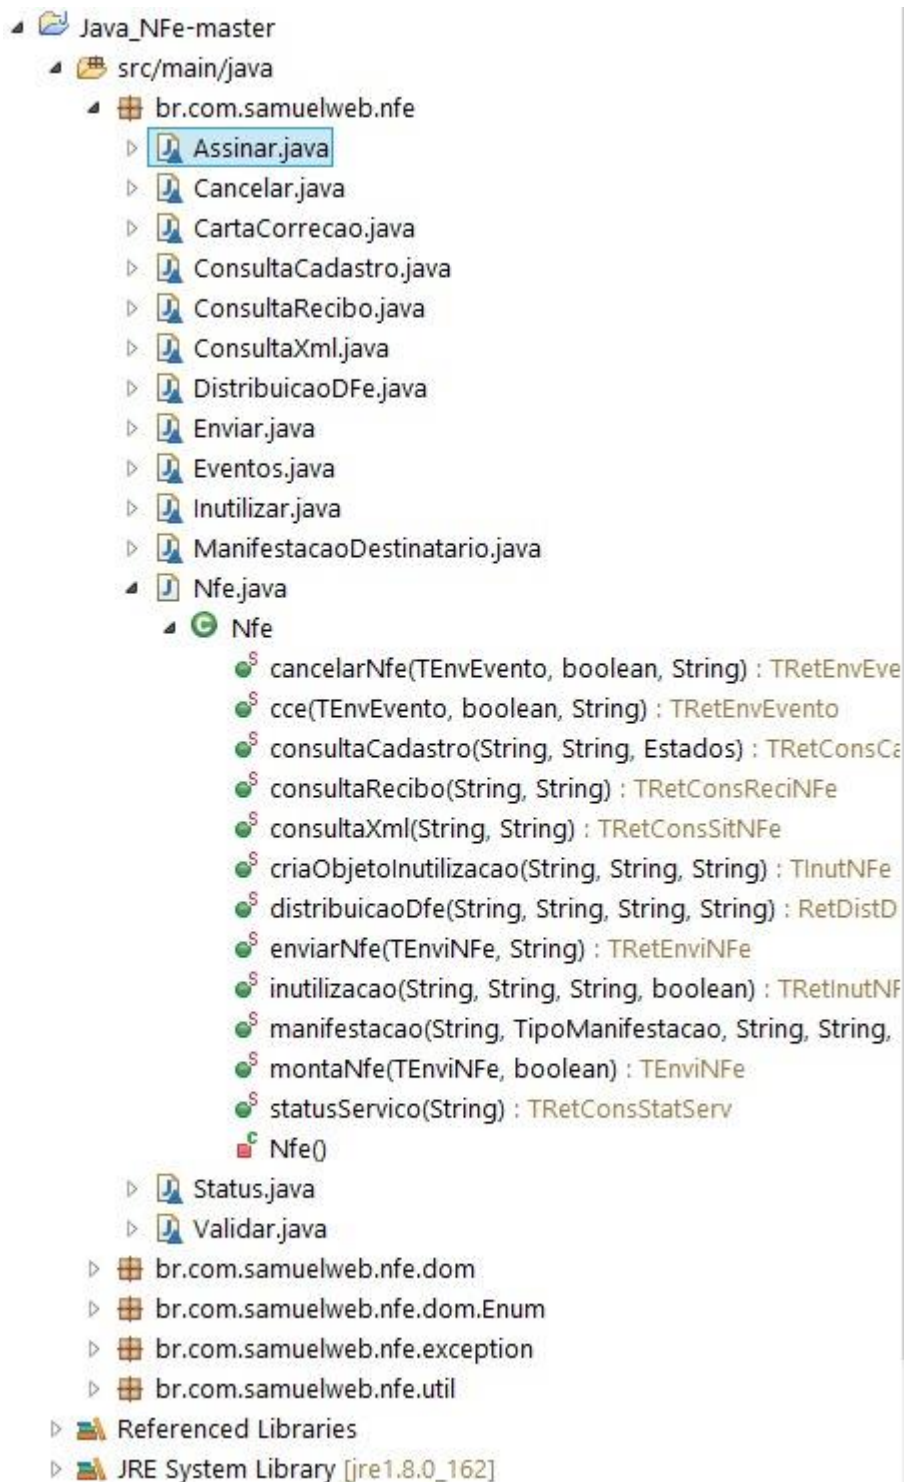 Java_NFe-master
src/main/java
br.com.samuelweb.nfe
Assinar.java
Cancelar.java
CartaCorrecao.java
ConsultaCadastro.java
ConsultaRecibo.java
ConsultaXml.java
DistribuicaoDFe.java
Enviar.java
Eventos.java
Inutilizar.java
ManifestacaoDestinatario.java
Nfe.java
Nfe
cancelarNfe(TEnvEvento, boolean, String) : TRetEnvEve
cce(TEnvEvento, boolean, String) : TRetEnvEvento
consultaCadastro(String, String, Estados) : TRetConsCa
consultaRecibo(String, String) : TRetConsReciNFe
consultaXml(String, String) : TRetConsSitNFe
criaObjetoInutilizacao(String, String, String) : TInutNFe
distribuicaoDfe(String, String, String, String) : RetDistD
enviarNfe(TEnviNFe, String) : TRetEnviNFe
inutilizacao(String, String, String, boolean) : TRetInutNF
manifestacao(String, TipoManifestacao, String, String,
montaNfe(TEnviNFe, boolean) : TEnviNFe
statusServico(String) : TRetConsStatServ
Nfe()
Status.java
Validar.java
br.com.samuelweb.nfe.dom
br.com.samuelweb.nfe.dom.Enum
br.com.samuelweb.nfe.exception
br.com.samuelweb.nfe.util
Referenced Libraries
JRE System Library [jre1.8.0_162]